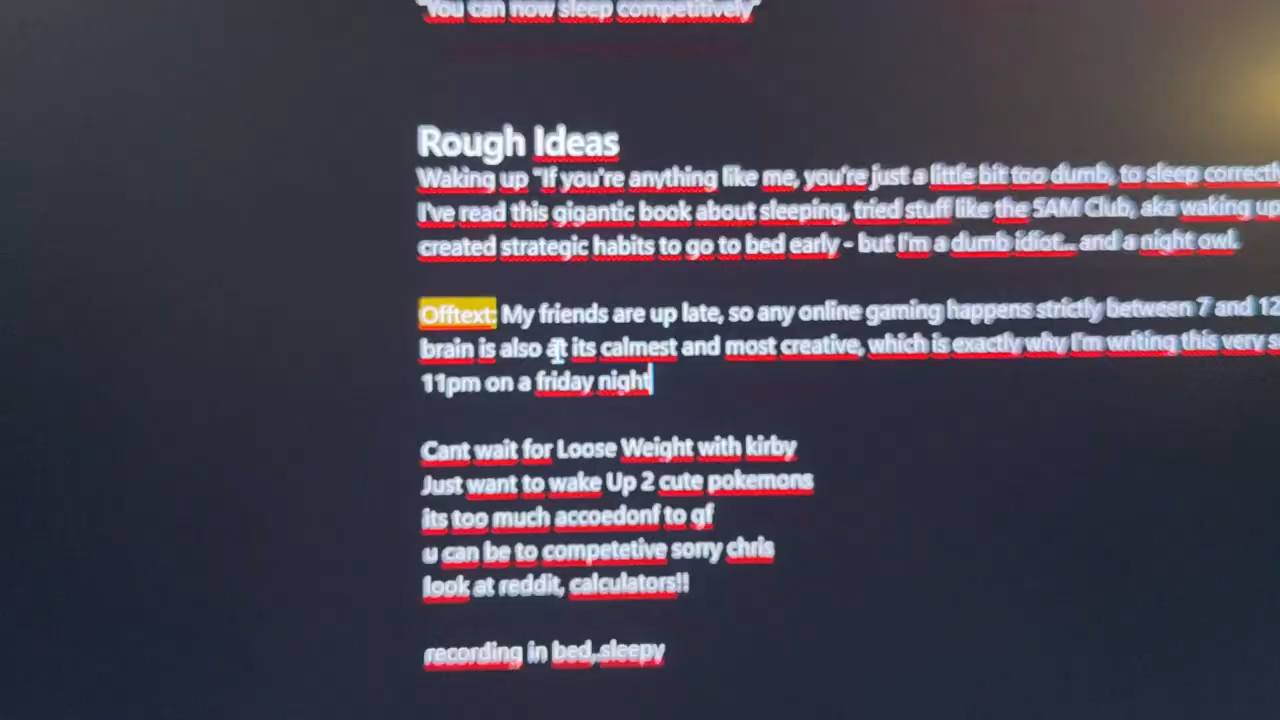 "You can now sleep competitively"
Rough Ideas
Waking up "If you're anything like me, you're just a little bit too dumb, to sleep
I've read this gigantic book about sleeping, tried stuff like the 5AM Club, aka waking up
created strategic habits to go to bed early - but I'm a dumb idiot... and a night owl.
Offtext: My friends are up late, so any online gaming happens strictly between 7 and 12
brain is also at its calmest and most creative, which is exactly why I'm writing this very
11pm on a friday night
Cant wait for Loose Weight with kirby
Just want to wake Up 2 cute pokemons
its too much accoedonf to gf
u can be to competetive sorry chris
look at reddit, calculators!!
recording in bed, sleepy